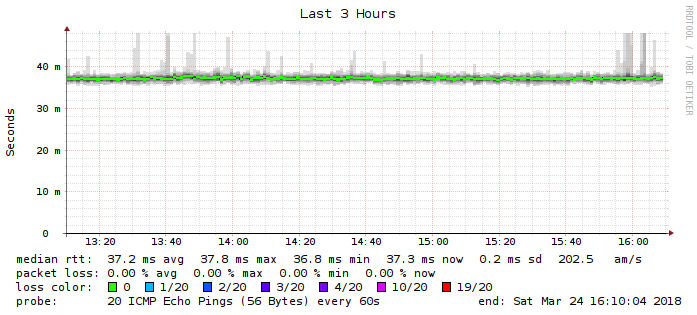 Last 3 Hours
RRDTOOL / TOBI OETIKER
Seconds
40 m
30 m
20 m
10 m
0
13:20 13:40 14:00 14:20 14:40 15:00 15:20 15:40 16:00
median rtt: 37.2 ms avg 37.8 ms max 36.8 ms min 37.3 ms now 0.2 ms sd 202.5 am/s
packet loss: 0.00 % avg 0.00 % max 0.00 % min 0.00 % now
loss color: 0 1/20 2/20 3/20 4/20 10/20 19/20
probe: 20 ICMP Echo Pings (56 Bytes) every 60s end: Sat Mar 24 16:10:04 2018